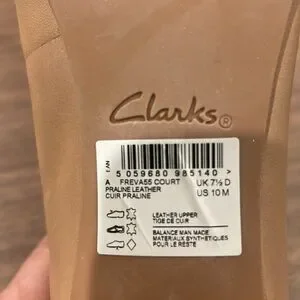 Clarks®
5 059680 985140 >
A FREVA55 COURT UK 7½ D
PRALINE LEATHER US 10 M
CUIR PRALINE
LEATHER UPPER
TIGE DE CUIR
BALANCE MAN MADE
MATERIAUX SYNTHETIQUES
POUR LE RESTE